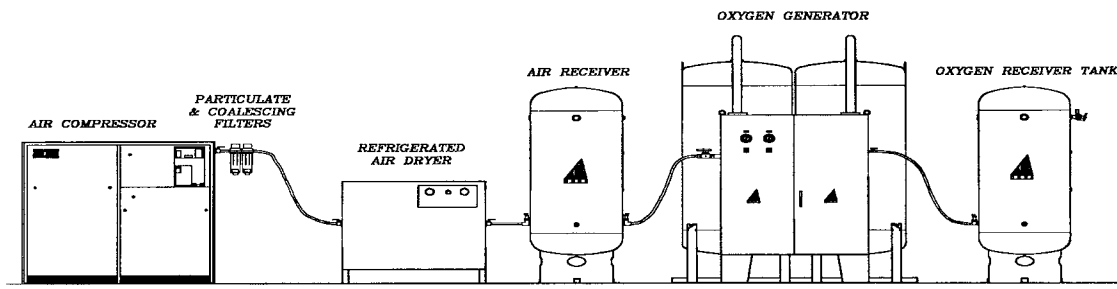 OXYGEN GENERATOR
AIR RECEIVER
OXYGEN RECEIVER TANK
PARTICULATE
& COALESCING
FILTERS
AIR COMPRESSOR
REFRIGERATED
AIR DRYER